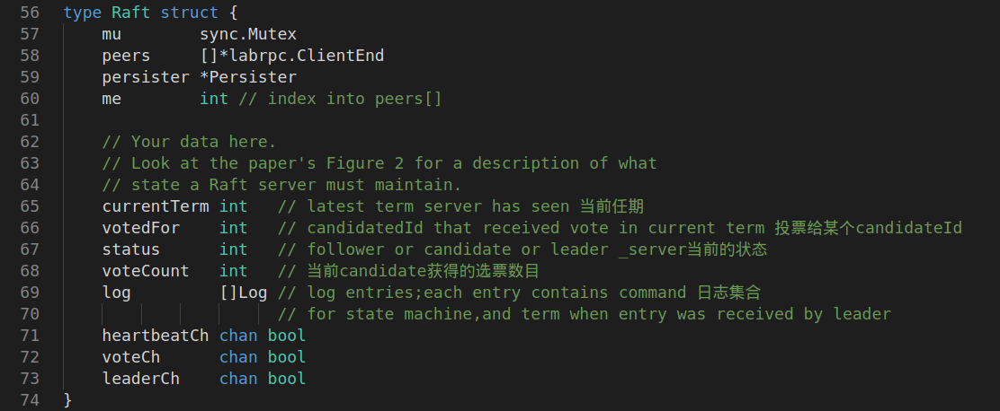 56 type Raft struct {
57 mu sync.Mutex
58 peers []*labrpc.ClientEnd
59 persister *Persister
60 me int // index into peers[]
61
62 // Your data here.
63 // Look at the paper's Figure 2 for a description of what
64 // state a Raft server must maintain.
65 currentTerm int // latest term server has seen 当前任期
66 votedFor int // candidatedId that received vote in current term 投票给某个candidateId
67 status int // follower or candidate or leader _server当前的状态
68 voteCount int // 当前candidate获得的选票数目
69 log []Log // log entries;each entry contains command 日志集合
70 // for state machine,and term when entry was received by leader
71 heartbeatCh chan bool
72 voteCh chan bool
73 leaderCh chan bool
74 }